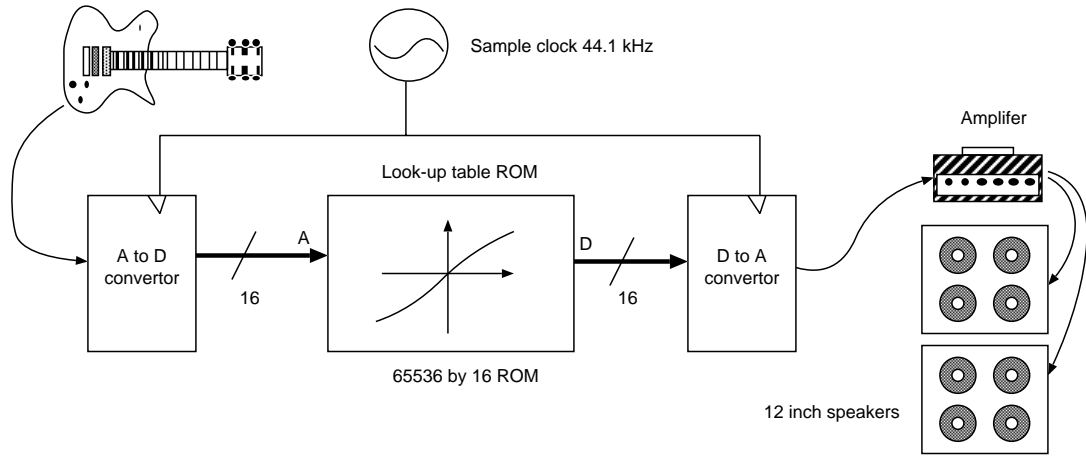 Sample clock 44.1 kHz
Amplifer
Look-up table ROM
A to D
convertor
A
16
D
16
D to A
convertor
65536 by 16 ROM
12 inch speakers